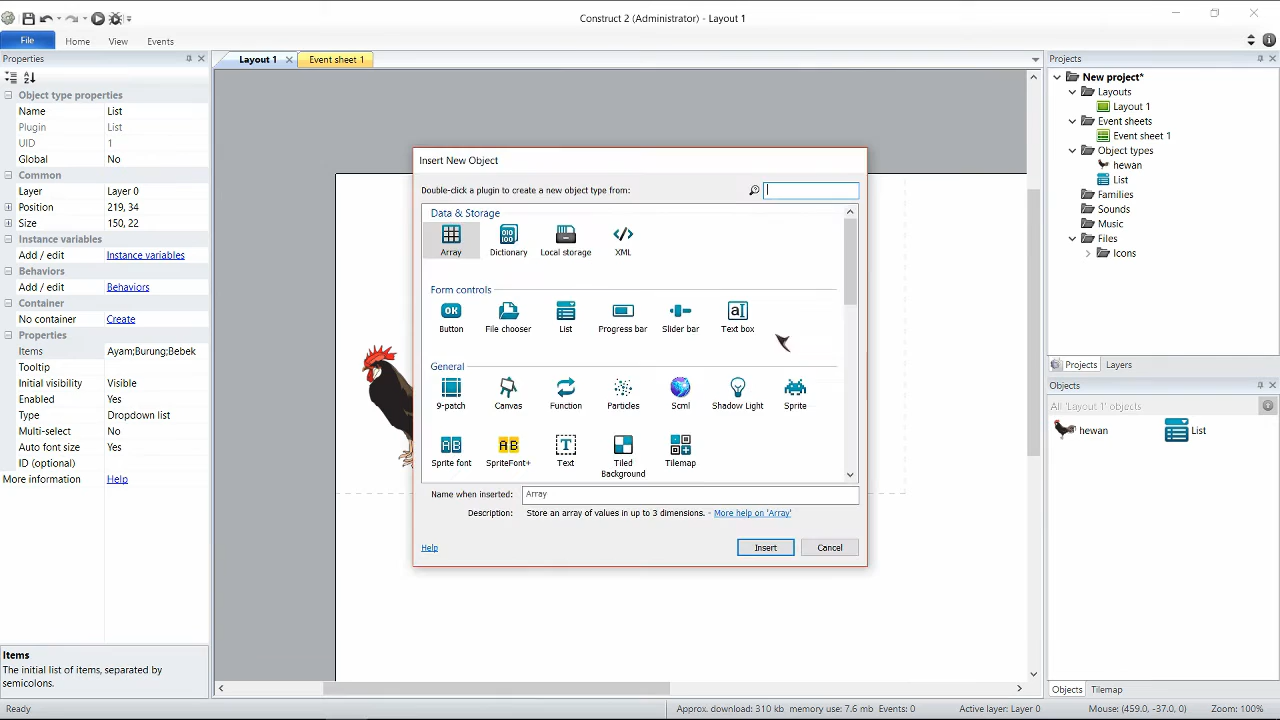 Construct 2 (Administrator) - Layout 1
File
Home
View
Events
Properties
Object type properties
Name List
Plugin List
UID 1
Global No
Common
Layer Layer 0
Position 219, 34
Size 150, 22
Instance variables
Add / edit Instance variables
Behaviors
Add / edit Behaviors
Container
No container Create
Properties
Items Ayam;Burung;Bebek
Tooltip
Initial visibility Visible
Enabled Yes
Type Dropdown list
Multi-select No
Auto font size Yes
ID (optional)
More information Help
Items
The initial list of items, separated by
semicolons.
Layout 1
Event sheet 1
Insert New Object
Double-click a plugin to create a new object type from:
Data & Storage
Array
Dictionary
Local storage
XML
Form controls
Button
File chooser
List
Progress bar
Slider bar
Text box
General
9-patch
Canvas
Function
Particles
Scml
Shadow Light
Sprite
Sprite font
SpriteFont+
Text
Tiled
Background
Tilemap
Name when inserted: Array
Description: Store an array of values in up to 3 dimensions. - More help on 'Array'
Help
Insert
Cancel
Projects
New project*
Layouts
Layout 1
Event sheets
Event sheet 1
Object types
hewan
List
Families
Sounds
Music
Files
Icons
Projects
Layers
Objects
All 'Layout 1' objects
hewan
List
Objects
Tilemap
Ready
Approx. download: 310 kb
memory use: 7.6 mb
Events: 0
Active layer: Layer 0
Mouse: (459.0, -37.0, 0)
Zoom: 100%